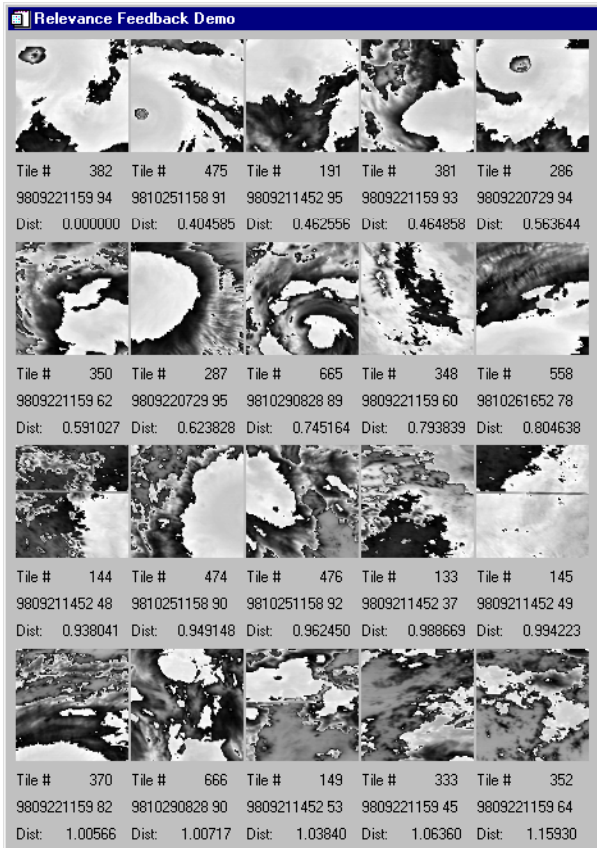 Relevance Feedback Demo
Tile # 382 Tile # 475 Tile # 191 Tile # 381 Tile # 286
9809221159 94 9810251158 91 9809211452 95 9809221159 93 9809220729 94
Dist: 0.000000 Dist: 0.404585 Dist: 0.462556 Dist: 0.464858 Dist: 0.563644
Tile # 350 Tile # 287 Tile # 665 Tile # 348 Tile # 558
9809221159 62 9809220729 95 9810290828 89 9809221159 60 9810261652 78
Dist: 0.591027 Dist: 0.623828 Dist: 0.745164 Dist: 0.793839 Dist: 0.804638
Tile # 144 Tile # 474 Tile # 476 Tile # 133 Tile # 145
9809211452 48 9810251158 90 9810251158 92 9809211452 37 9809211452 49
Dist: 0.938041 Dist: 0.949148 Dist: 0.962450 Dist: 0.988669 Dist: 0.994223
Tile # 370 Tile # 666 Tile # 149 Tile # 333 Tile # 352
9809221159 82 9810290828 90 9809211452 53 9809221159 45 9809221159 64
Dist: 1.00566 Dist: 1.00717 Dist: 1.03840 Dist: 1.06360 Dist: 1.15930